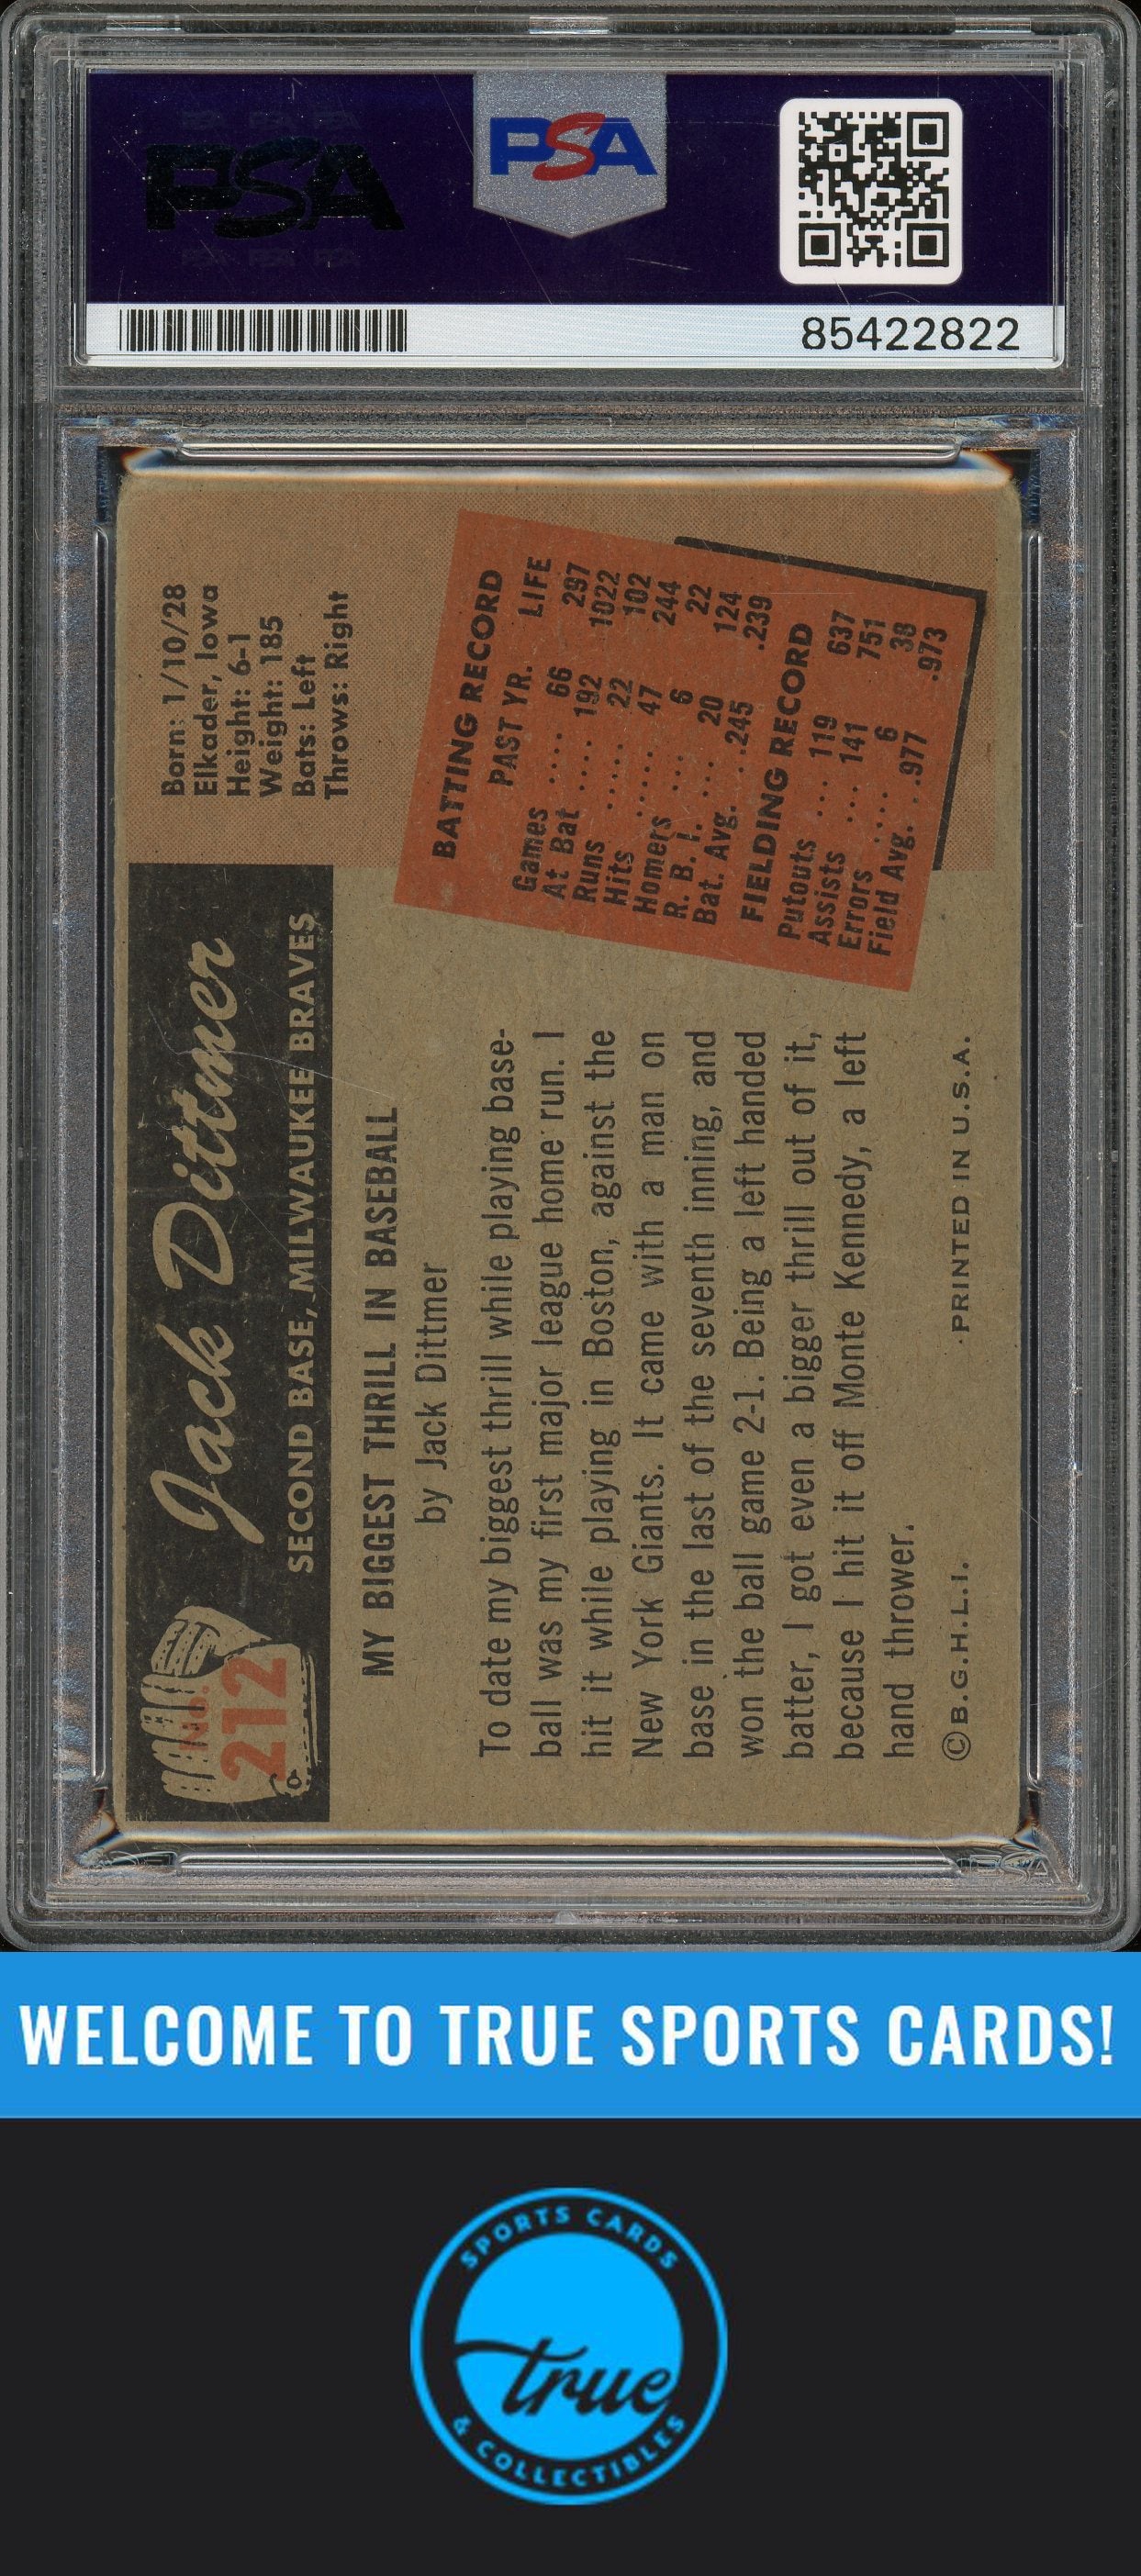 PSA
PSA
85422822
No.
212
Jack Dittmer
SECOND BASE, MILWAUKEE BRAVES
Born: 1/10/28
Elkader, Iowa
Height: 6-1
Weight: 185
Bats: Left
Throws: Right
MY BIGGEST THRILL IN BASEBALL
by Jack Dittmer
To date my biggest thrill while playing base-
ball was my first major league home run. I
hit it while playing in Boston, against the
New York Giants. It came with a man on
base in the last of the seventh inning, and
won the ball game 2-1. Being a left handed
batter, I got even a bigger thrill out of it,
because I hit it off Monte Kennedy, a left
hand thrower.
©B.G.H.L.I. PRINTED IN U.S.A.
BATTING RECORD
PAST YR. LIFE
Games .... 66 297
At Bat .... 192 1022
Runs ..... 22 102
Hits ..... 47 244
Homers ... 6 22
R. B. I. ... 20 124
Bat. Avg. . .245 .239
FIELDING RECORD
Putouts ... 119 637
Assists ... 141 751
Errors .... 6 38
Field Avg. . .977 .973
WELCOME TO TRUE SPORTS CARDS!
SPORTS CARDS
true
& COLLECTIBLES